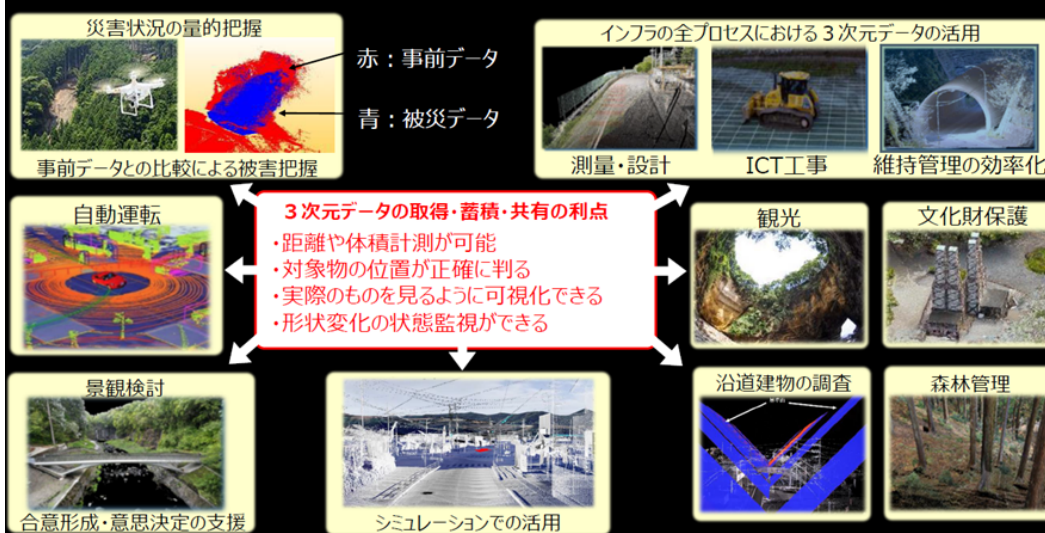 災害状況の量的把握
赤：事前データ
青：被災データ
事前データとの比較による被害把握
インフラの全プロセスにおける３次元データの活用
測量・設計
ICT工事
維持管理の効率化
３次元データの取得・蓄積・共有の利点
・距離や体積計測が可能
・対象物の位置が正確に判る
・実際のものを見るように可視化できる
・形状変化の状態監視ができる
自動運転
観光
文化財保護
景観検討
合意形成・意思決定の支援
シミュレーションでの活用
沿道建物の調査
森林管理